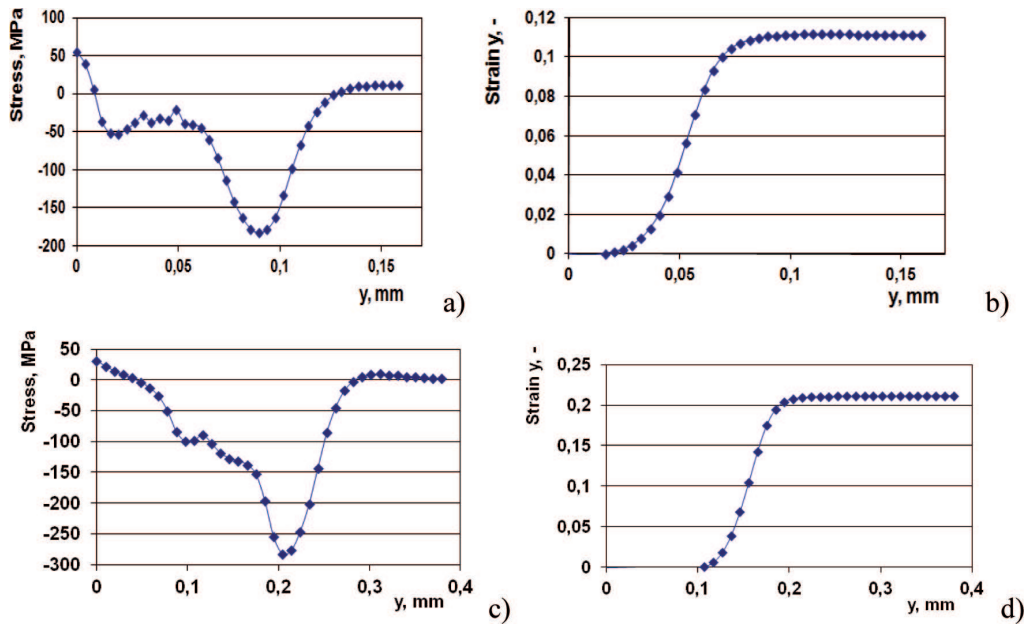 Stress, MPa
100
50
0
-50
-100
-150
-200
0 0,05 0,1 0,15
y, mm
a)
Strain y, -
0,12
0,1
0,08
0,06
0,04
0,02
0
0 0,05 0,1 0,15
y, mm
b)
Stress, MPa
50
0
-50
-100
-150
-200
-250
-300
0 0,1 0,2 0,3 0,4
y, mm
c)
Strain y, -
0,25
0,2
0,15
0,1
0,05
0
0 0,1 0,2 0,3 0,4
y, mm
d)